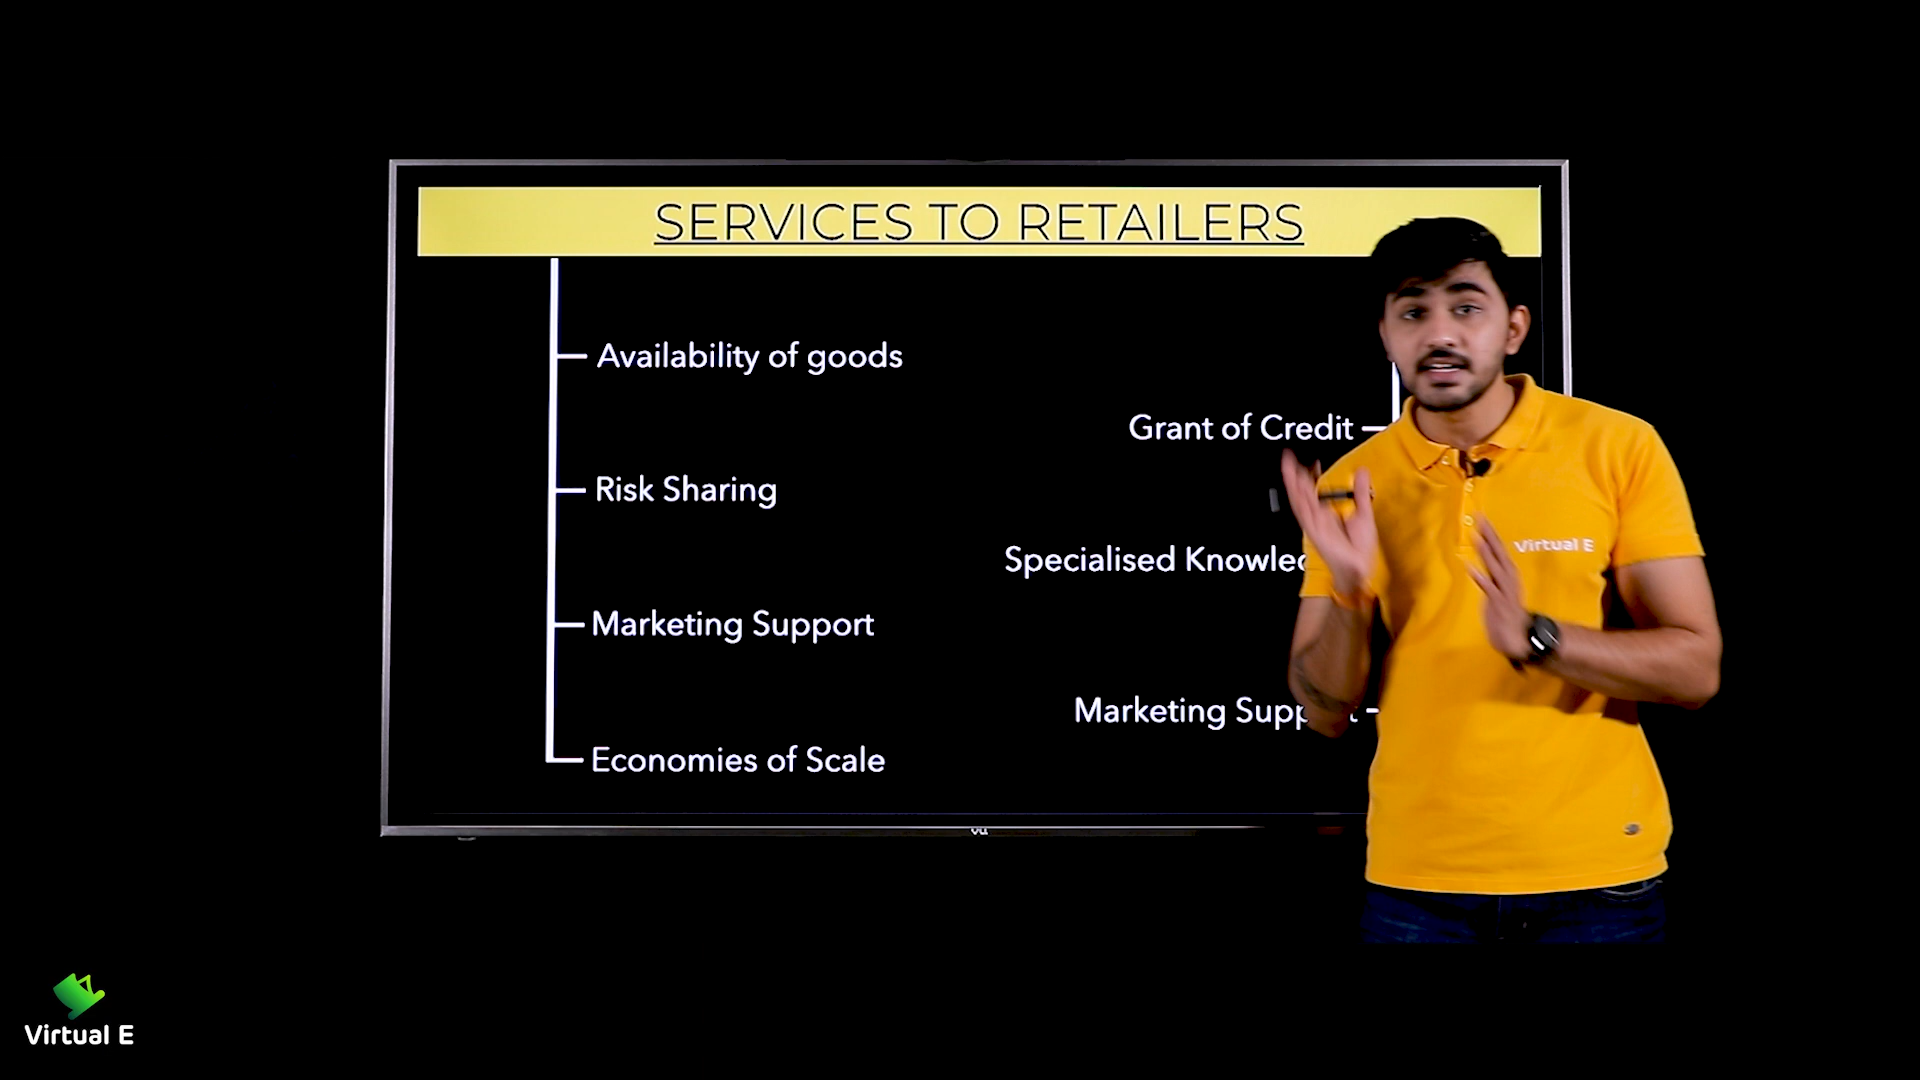 SERVICES TO RETAILERS
Availability of goods
Grant of Credit
Risk Sharing
Specialised
Marketing Support
Marketing
Economies of Scale
Virtual E
vu
Virtual E